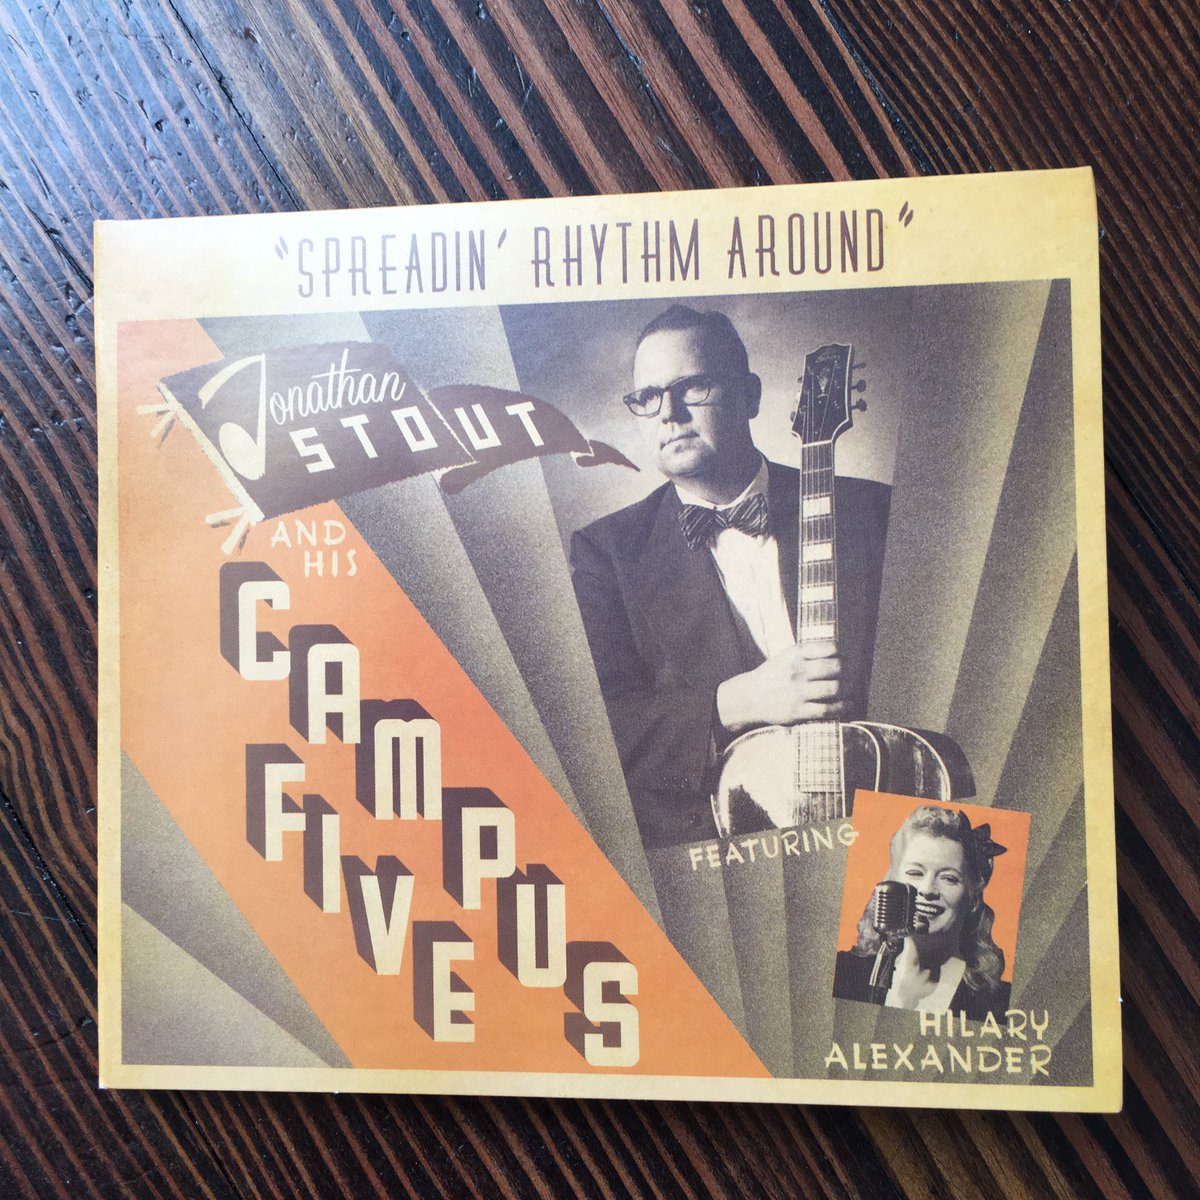 "SPREADIN' RHYTHM AROUND"
Jonathan
STOUT
AND
HIS
CAMPUS
FIVE
FEATURING
HILARY
ALEXANDER